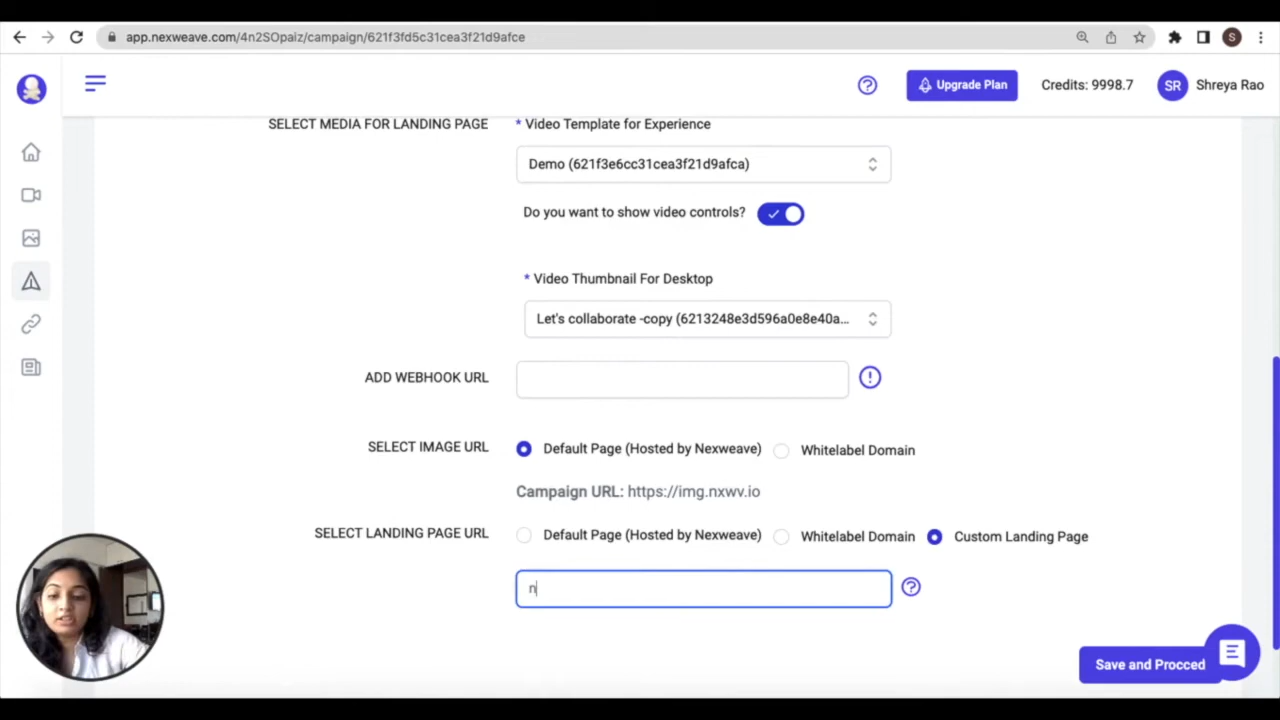 app.nexweave.com/4n2SOpaiz/campaign/621f3fd5c31cea3f21d9afce
S
Upgrade Plan
Credits: 9998.7
SR
Shreya Rao
SELECT MEDIA FOR LANDING PAGE
* Video Template for Experience
Demo (621f3e6cc31cea3f21d9afca)
Do you want to show video controls?
* Video Thumbnail For Desktop
Let's collaborate -copy (6213248e3d596a0e8e40a...
ADD WEBHOOK URL
SELECT IMAGE URL
Default Page (Hosted by Nexweave)
Whitelabel Domain
Campaign URL: https://img.nxwv.io
SELECT LANDING PAGE URL
Default Page (Hosted by Nexweave)
Whitelabel Domain
Custom Landing Page
n
Save and Procced